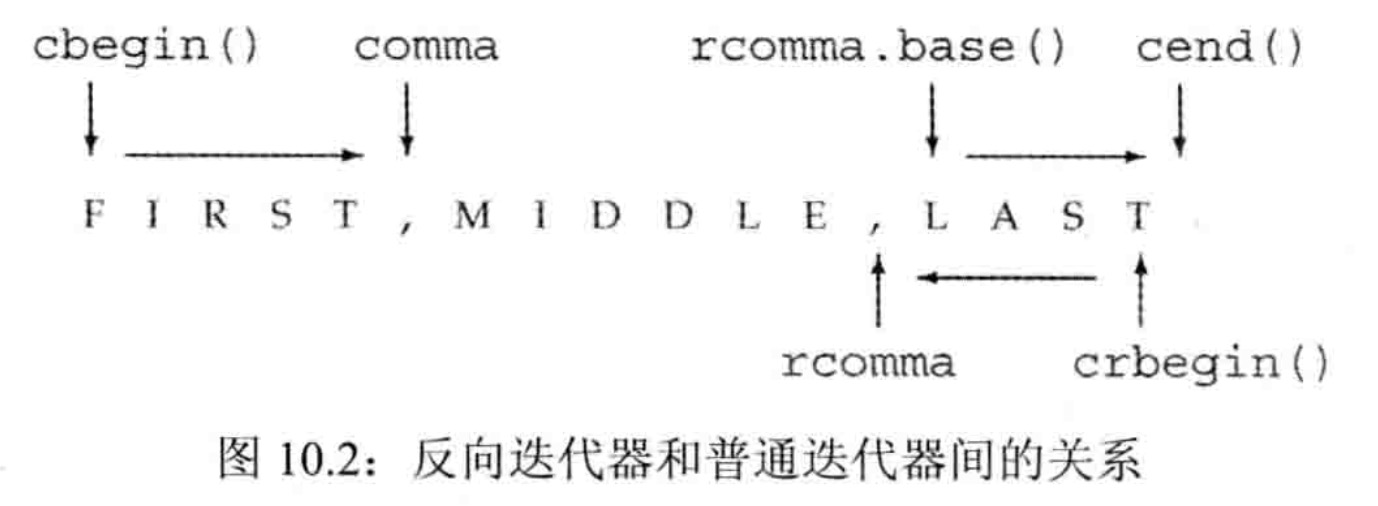 cbegin() comma rcomma.base() cend()
F I R S T , M I D D L E , L A S T
rcomma crbegin()
图 10.2：反向迭代器和普通迭代器间的关系